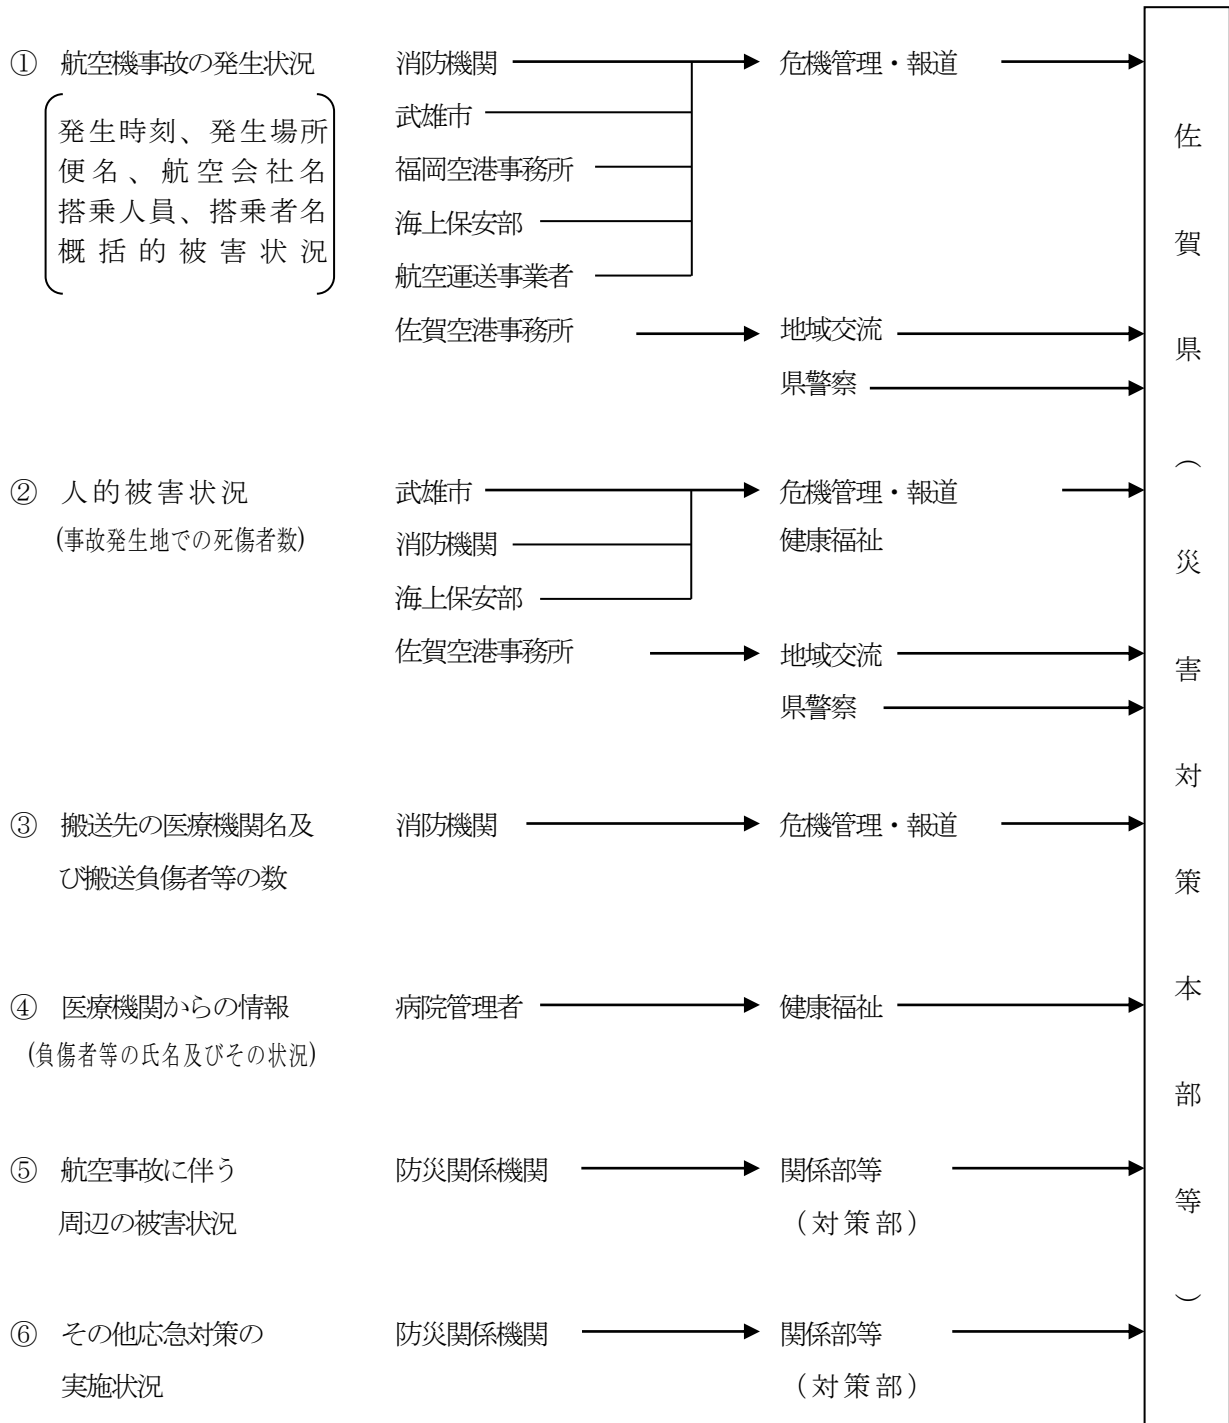 ① 航空機事故の発生状況 消防機関 危機管理・報道
発生時刻、発生場所
便名、航空会社名
搭乗人員、搭乗者名
概括的被害状況
武雄市
福岡空港事務所
海上保安部
航空運送事業者
佐賀空港事務所 地域交流
県警察
② 人的被害状況 武雄市 危機管理・報道
(事故発生地での死傷者数) 消防機関 健康福祉
海上保安部
佐賀空港事務所 地域交流
県警察
③ 搬送先の医療機関名及 消防機関 危機管理・報道
び搬送負傷者等の数
④ 医療機関からの情報 病院管理者 健康福祉
(負傷者等の氏名及びその状況)
⑤ 航空事故に伴う 防災関係機関 関係部等
周辺の被害状況 (対策部)
⑥ その他応急対策の 防災関係機関 関係部等
実施状況 (対策部)
佐賀県(災害対策本部等)